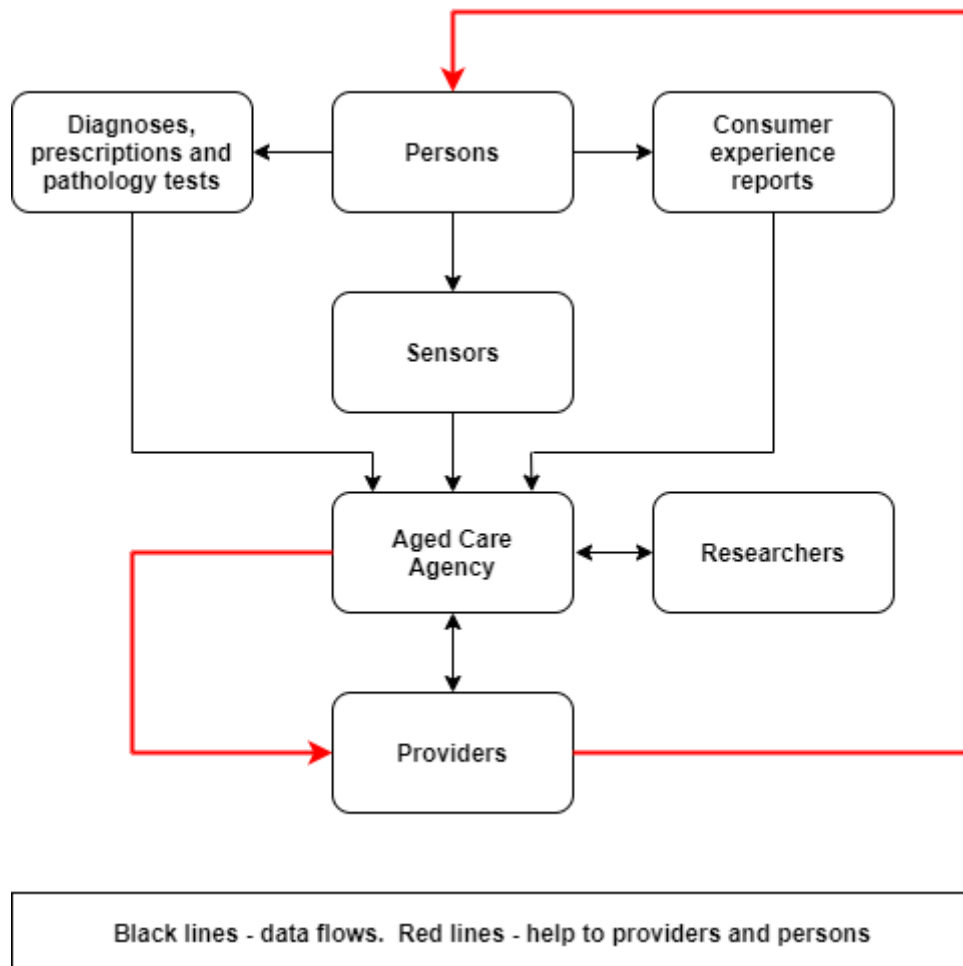 Diagnoses,
prescriptions and
pathology tests
Persons
Consumer
experience
reports
Sensors
Aged Care
Agency
Researchers
Providers
Black lines - data flows.  Red lines - help to providers and persons